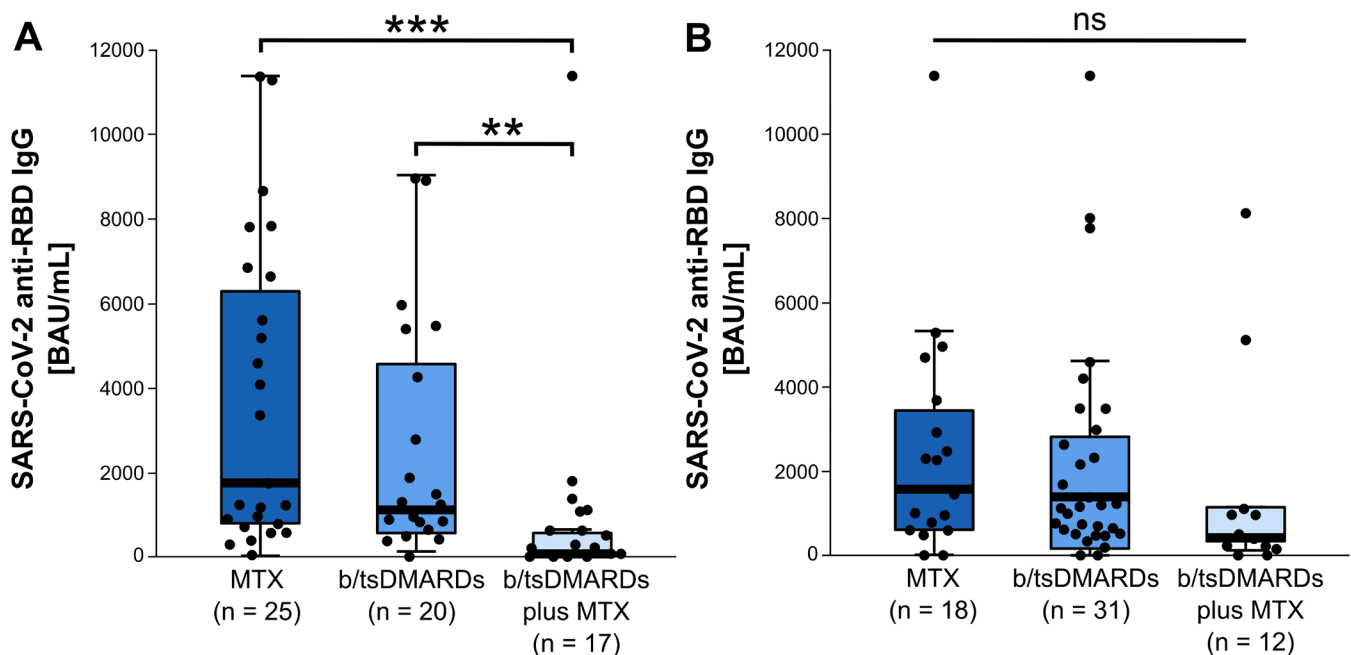 A
SARS-CoV-2 anti-RBD IgG
[BAU/mL]
12000
10000
8000
6000
4000
2000
0
***
**
MTX
(n = 25)
b/tsDMARDs
(n = 20)
b/tsDMARDs
plus MTX
(n = 17)
B
SARS-CoV-2 anti-RBD IgG
[BAU/mL]
12000
10000
8000
6000
4000
2000
0
ns
MTX
(n = 18)
b/tsDMARDs
(n = 31)
b/tsDMARDs
plus MTX
(n = 12)